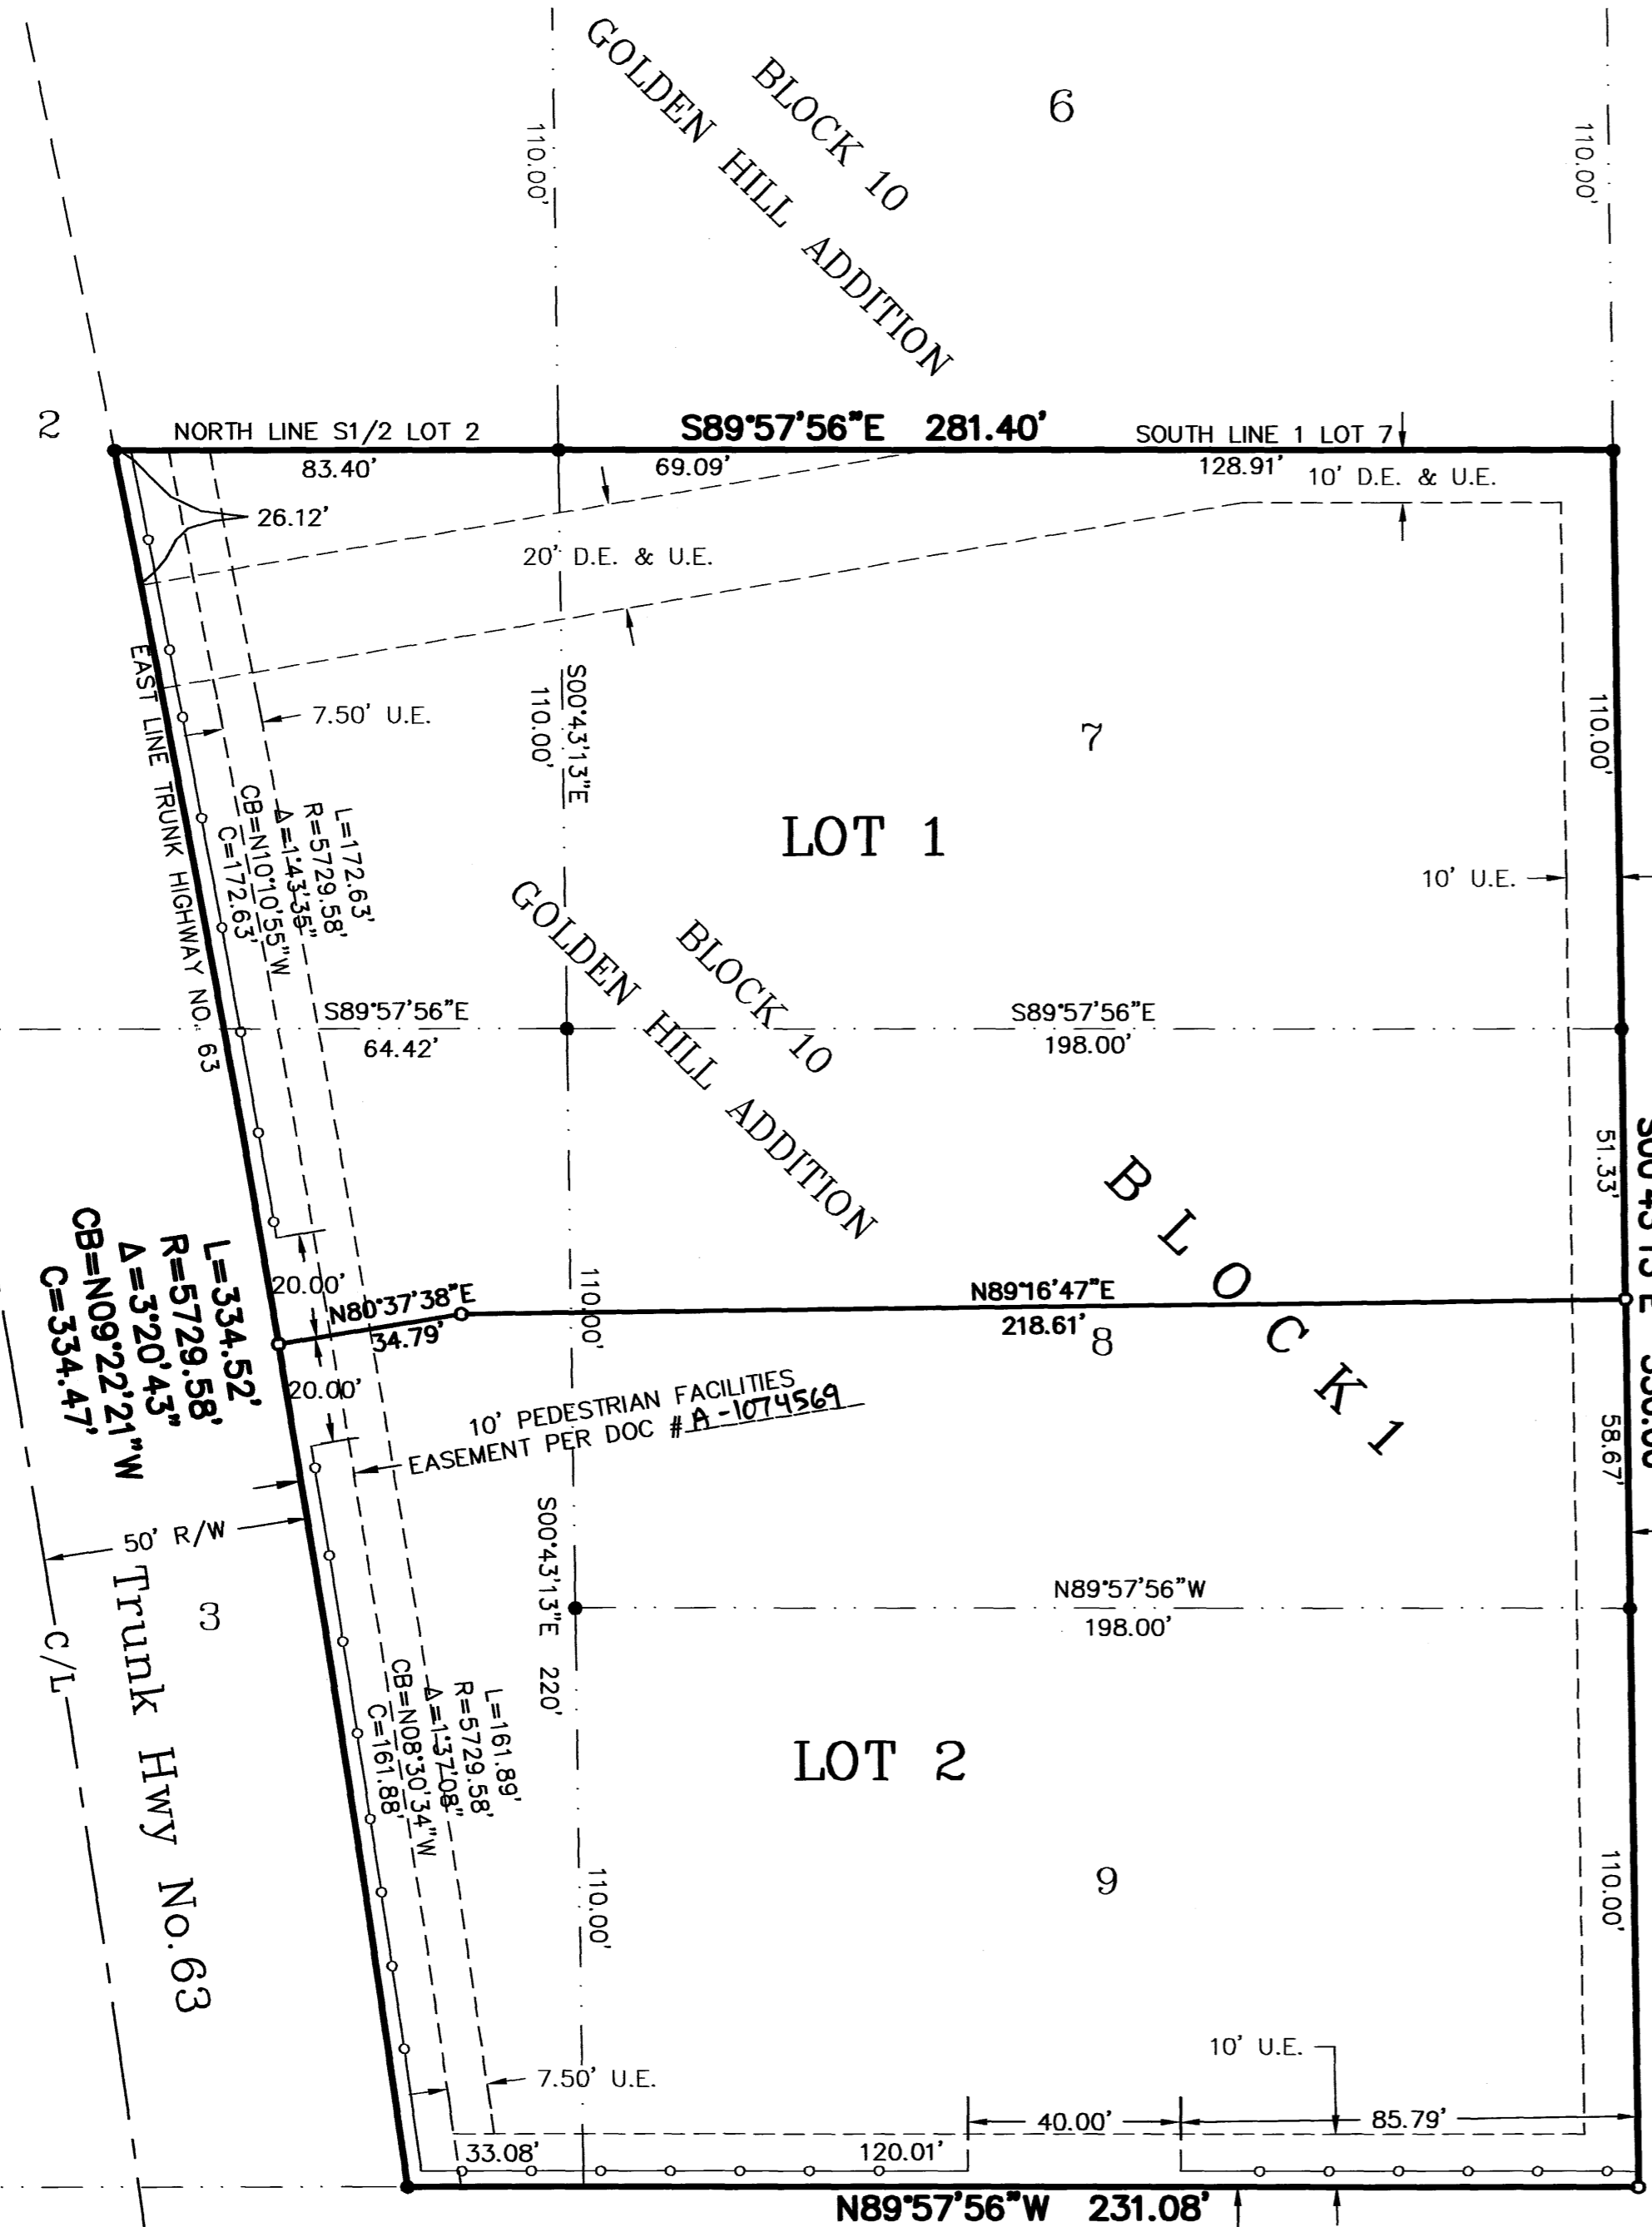 6
BLOCK 10
GOLDEN HILL ADDITION
110.00'
110.00'
2
NORTH LINE S1/2 LOT 2
S89°57'56"E 281.40'
SOUTH LINE 1 LOT 7
83.40'
69.09'
128.91'
10' D.E. & U.E.
26.12'
20' D.E. & U.E.
EAST LINE TRUNK HIGHWAY NO. 63
7.50' U.E.
S00°43'13"E
110.00'
7
110.00'
L=172.63'
R=5729.58'
Δ=1°43'35"
CB=N10°10'55"W
C=172.63'
LOT 1
10' U.E.
BLOCK 10
GOLDEN HILL ADDITION
S89°57'56"E
64.42'
S89°57'56"E
198.00'
51.33'
BLOCK 1
L=334.52'
R=5729.58'
Δ=3°20'43"
CB=N09°22'21"W
C=334.47'
20.00'
N80°37'38"E
34.79'
110.00'
N89°16'47"E
218.61'
8
20.00'
10' PEDESTRIAN FACILITIES
EASEMENT PER DOC #A-1074569
58.67'
50' R/W
S00°43'13"E 220'
N89°57'56"W
198.00'
3
C/L
Trunk Hwy No.63
L=161.89'
R=5729.58'
Δ=1°37'08"
CB=N08°30'34"W
C=161.88'
LOT 2
9
110.00'
110.00'
10' U.E.
7.50' U.E.
40.00'
85.79'
33.08'
120.01'
N89°57'56"W 231.08'